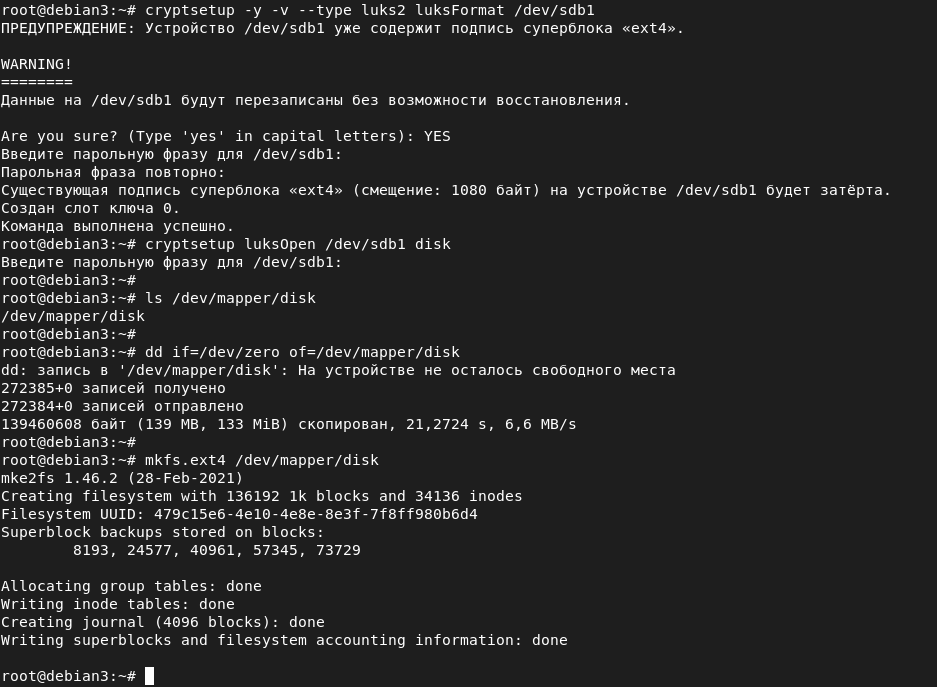 root@debian3:~# cryptsetup -y -v --type luks2 luksFormat /dev/sdb1
ПРЕДУПРЕЖДЕНИЕ: Устройство /dev/sdb1 уже содержит подпись суперблока «ext4».
WARNING!
========
Данные на /dev/sdb1 будут перезаписаны без возможности восстановления.
Are you sure? (Type 'yes' in capital letters): YES
Введите парольную фразу для /dev/sdb1:
Парольная фраза повторно:
Существующая подпись суперблока «ext4» (смещение: 1080 байт) на устройстве /dev/sdb1 будет затёрта.
Создан слот ключа 0.
Команда выполнена успешно.
root@debian3:~# cryptsetup luksOpen /dev/sdb1 disk
Введите парольную фразу для /dev/sdb1:
root@debian3:~#
root@debian3:~# ls /dev/mapper/disk
/dev/mapper/disk
root@debian3:~#
root@debian3:~# dd if=/dev/zero of=/dev/mapper/disk
dd: запись в '/dev/mapper/disk': На устройстве не осталось свободного места
272385+0 записей получено
272384+0 записей отправлено
139460608 байт (139 MB, 133 MiB) скопирован, 21,2724 s, 6,6 MB/s
root@debian3:~#
root@debian3:~# mkfs.ext4 /dev/mapper/disk
mke2fs 1.46.2 (28-Feb-2021)
Creating filesystem with 136192 1k blocks and 34136 inodes
Filesystem UUID: 479c15e6-4e10-4e8e-8e3f-7f8ff980b6d4
Superblock backups stored on blocks:
        8193, 24577, 40961, 57345, 73729
Allocating group tables: done
Writing inode tables: done
Creating journal (4096 blocks): done
Writing superblocks and filesystem accounting information: done
root@debian3:~#